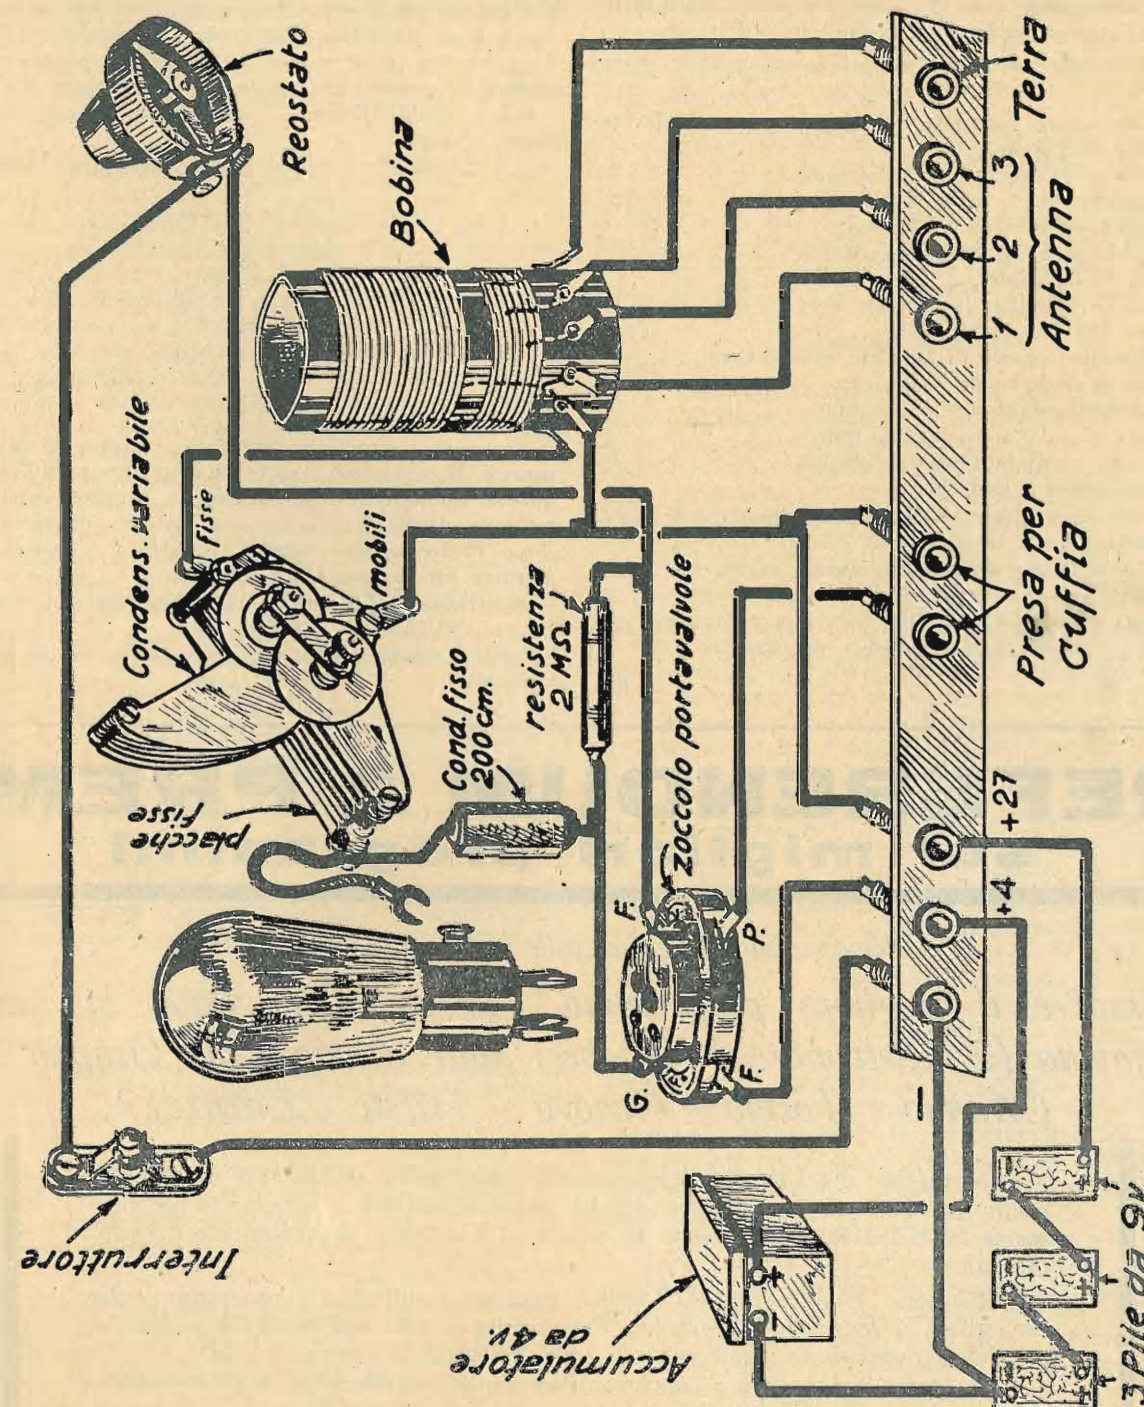 Reostato
Bobina
Condens. variabile
fisse
mobili
placche
fisse
Cond. fisso
200 cm.
resistenza
2 MΩ
zocccolo portavalvole
G.
F.
P.
F.
Interruttore
Accumulatore
da 4v.
-
+
Terra
1 2 3
Antenna
Presa per
Cuffia
+27
+4
-
-
+
-
+
-
+
3 Pile da 9v